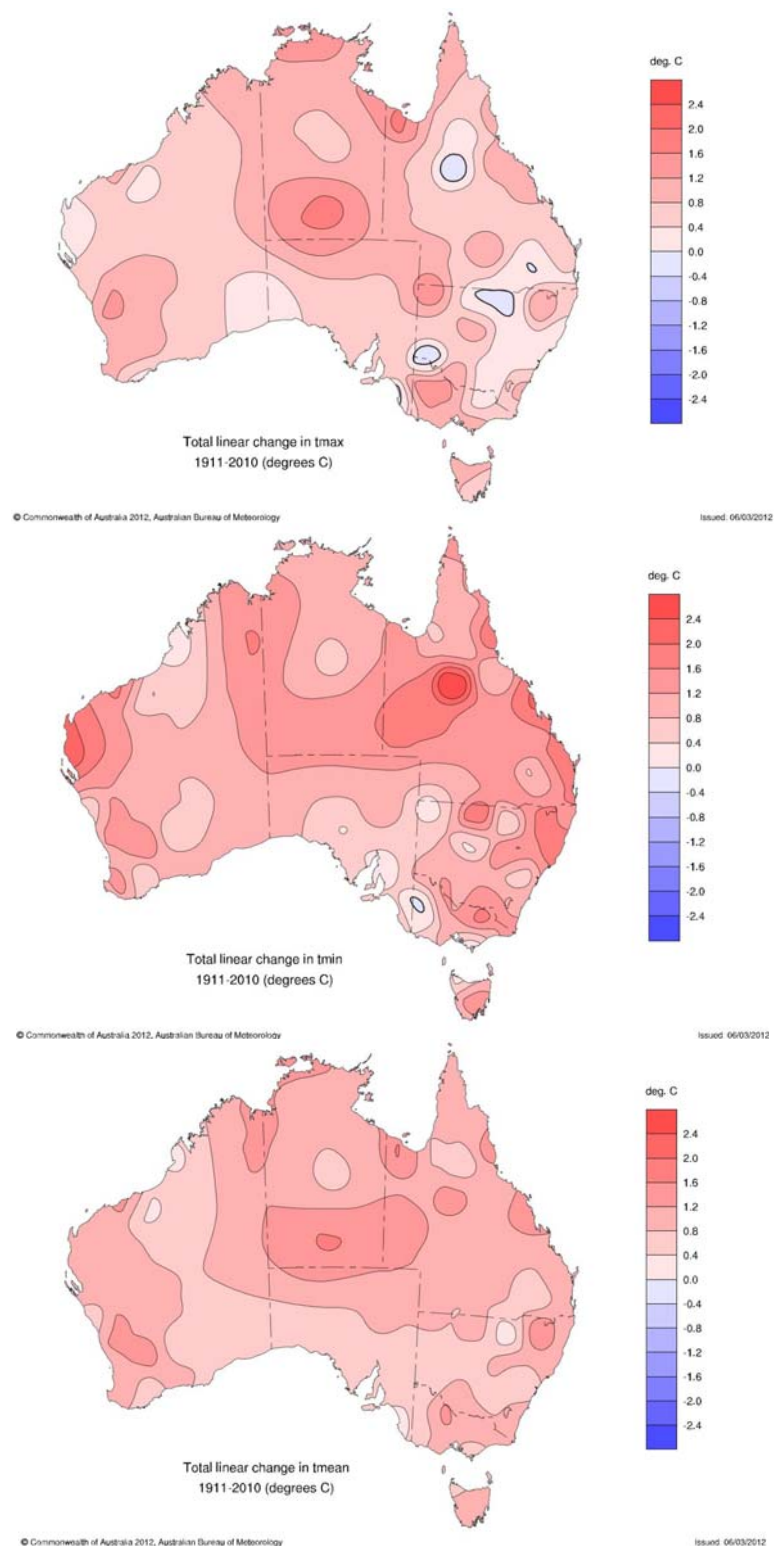 deg. C
2.4
2.0
1.6
1.2
0.8
0.4
0.0
-0.4
-0.8
-1.2
-1.6
-2.0
-2.4
Total linear change in tmax
1911-2010 (degrees C)
© Commonwealth of Australia 2012, Australian Bureau of Meteorology
Issued: 06/03/2012
deg. C
2.4
2.0
1.6
1.2
0.8
0.4
0.0
-0.4
-0.8
-1.2
-1.6
-2.0
-2.4
Total linear change in tmin
1911-2010 (degrees C)
© Commonwealth of Australia 2012, Australian Bureau of Meteorology
Issued: 06/03/2012
deg. C
2.4
2.0
1.6
1.2
0.8
0.4
0.0
-0.4
-0.8
-1.2
-1.6
-2.0
-2.4
Total linear change in tmean
1911-2010 (degrees C)
© Commonwealth of Australia 2012, Australian Bureau of Meteorology
Issued: 06/03/2012